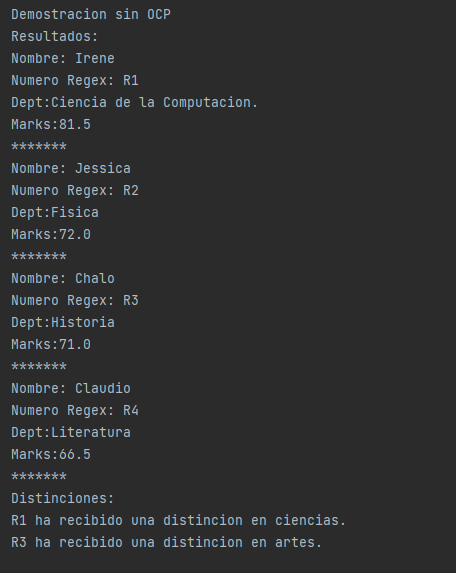 Demostracion sin OCP
Resultados:
Nombre: Irene
Numero Regex: R1
Dept:Ciencia de la Computacion.
Marks:81.5
*******
Nombre: Jessica
Numero Regex: R2
Dept:Fisica
Marks:72.0
*******
Nombre: Chalo
Numero Regex: R3
Dept:Historia
Marks:71.0
*******
Nombre: Claudio
Numero Regex: R4
Dept:Literatura
Marks:66.5
*******
Distinciones:
R1 ha recibido una distincion en ciencias.
R3 ha recibido una distincion en artes.